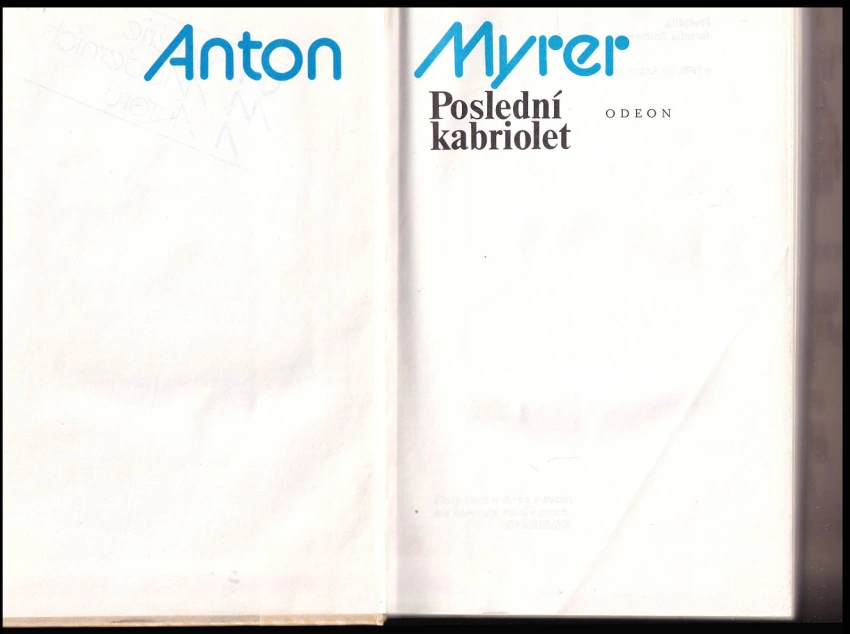 Anton Myrer
Poslední
kabriolet
ODEON